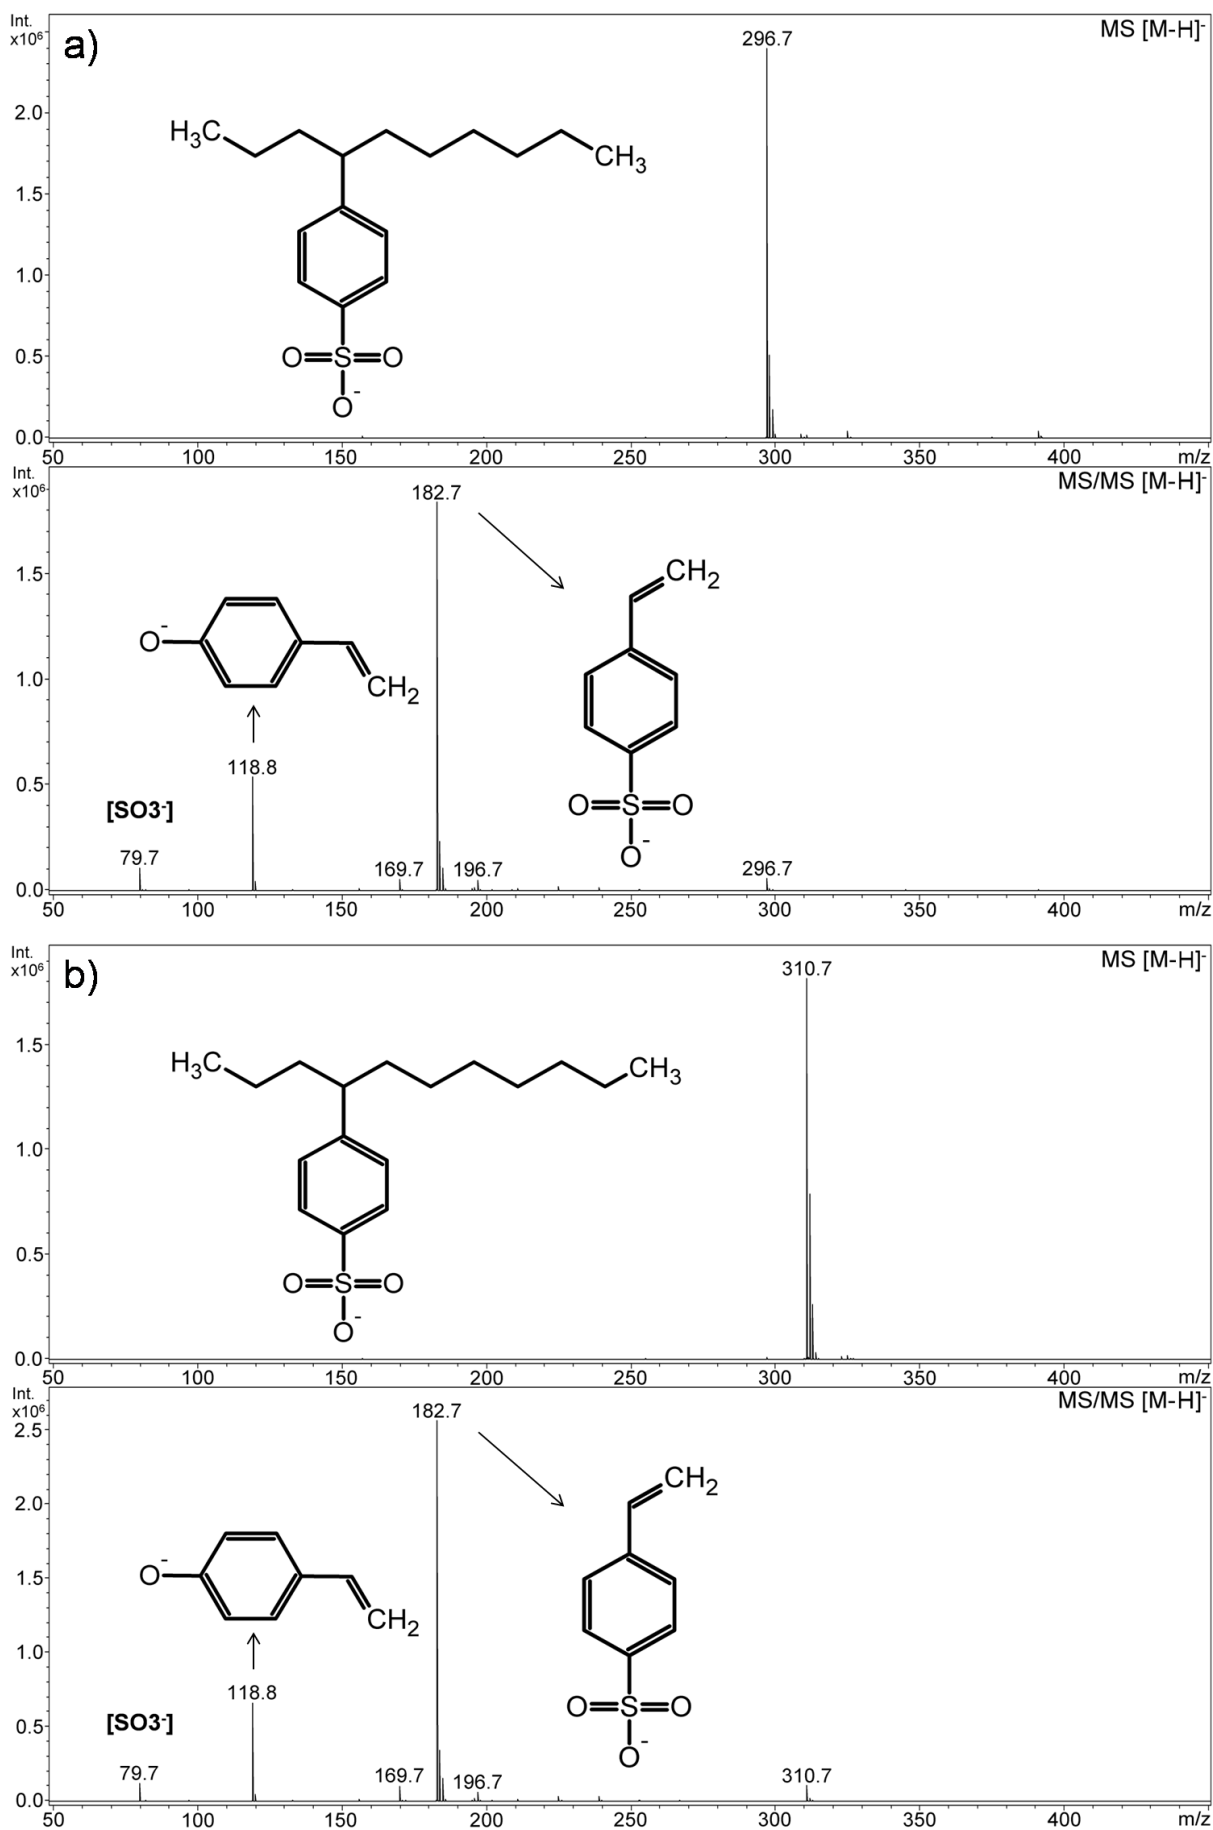 Int.
x10⁶
a)
MS [M-H]⁻
296.7
2.0
H₃C
CH₃
1.5
1.0
0.5
O=S=O
O⁻
0.0
50 100 150 200 250 300 350 400 m/z
Int.
x10⁶
MS/MS [M-H]⁻
182.7
1.5
CH₂
O⁻
1.0
CH₂
118.8
0.5
[SO3⁻]
O=S=O
O⁻
79.7
169.7 196.7
296.7
0.0
50 100 150 200 250 300 350 400 m/z
Int.
x10⁶
b)
MS [M-H]⁻
310.7
H₃C
CH₃
1.5
1.0
0.5
O=S=O
O⁻
0.0
50 100 150 200 250 300 350 400 m/z
Int.
x10⁶
MS/MS [M-H]⁻
182.7
2.5
CH₂
2.0
O⁻
1.5
CH₂
1.0
118.8
[SO3⁻]
O=S=O
0.5
O⁻
79.7
169.7 196.7
310.7
0.0
50 100 150 200 250 300 350 400 m/z